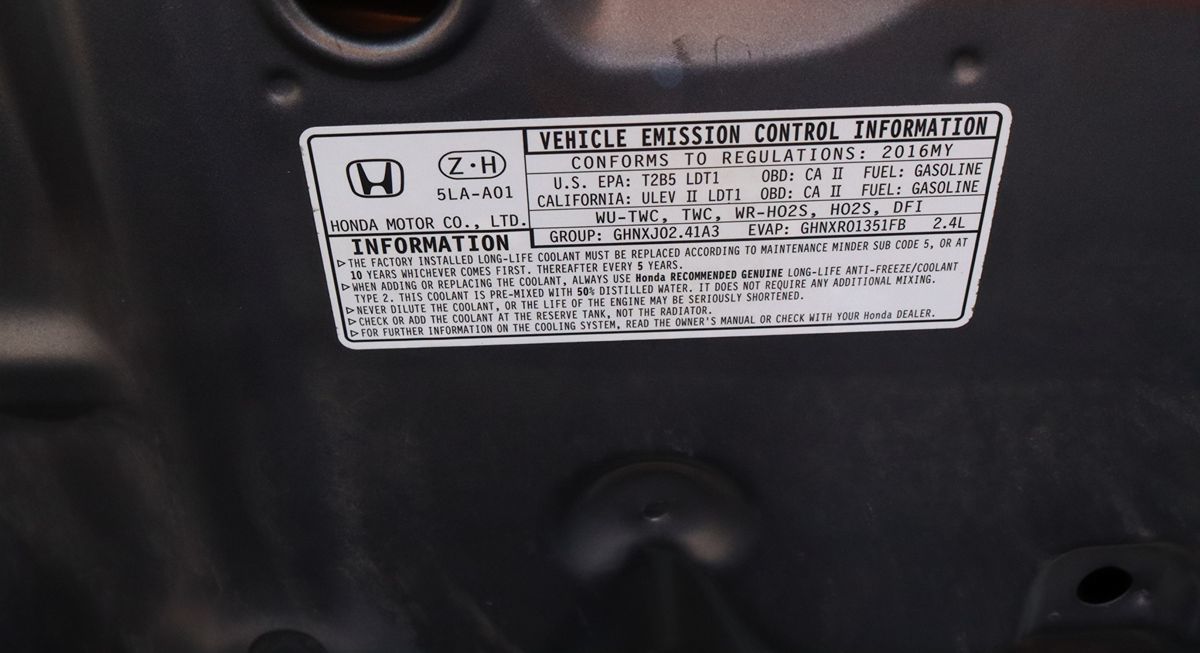 VEHICLE EMISSION CONTROL INFORMATION
Z·H
5LA-A01
HONDA MOTOR CO., LTD.
CONFORMS TO REGULATIONS: 2016MY
U.S. EPA: T2B5 LDT1 OBD: CA II FUEL: GASOLINE
CALIFORNIA: ULEV II LDT1 OBD: CA II FUEL: GASOLINE
WU-TWC, TWC, WR-HO2S, HO2S, DFI
GROUP: GHNXJ02.41A3 EVAP: GHNXR01351FB 2.4L
INFORMATION
▷THE FACTORY INSTALLED LONG-LIFE COOLANT MUST BE REPLACED ACCORDING TO MAINTENANCE MINDER SUB CODE 5, OR AT
10 YEARS WHICHEVER COMES FIRST. THEREAFTER EVERY 5 YEARS.
▷WHEN ADDING OR REPLACING THE COOLANT, ALWAYS USE Honda RECOMMENDED GENUINE LONG-LIFE ANTI-FREEZE/COOLANT
TYPE 2. THIS COOLANT IS PRE-MIXED WITH 50% DISTILLED WATER. IT DOES NOT REQUIRE ANY ADDITIONAL MIXING.
▷NEVER DILUTE THE COOLANT, OR THE LIFE OF THE ENGINE MAY BE SERIOUSLY SHORTENED.
▷CHECK OR ADD THE COOLANT AT THE RESERVE TANK, NOT THE RADIATOR.
▷FOR FURTHER INFORMATION ON THE COOLING SYSTEM, READ THE OWNER'S MANUAL OR CHECK WITH YOUR Honda DEALER.